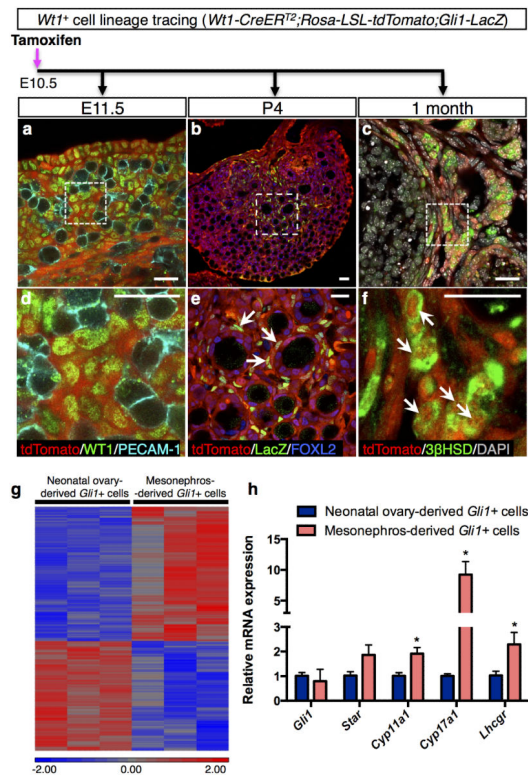 Wt1+ cell lineage tracing (Wt1-CreERT2;Rosa-LSL-tdTomato;Gli1-LacZ)
Tamoxifen
E10.5
E11.5 P4 1 month
a b c
d e f
tdTomato/WT1/PECAM-1 tdTomato/LacZ/FOXL2 tdTomato/3βHSD/DAPI
g h
Neonatal ovary-
derived Gli1+ cells
Mesonephros-
-derived Gli1+ cells
-2.00 0.00 2.00
Neonatal ovary-derived Gli1+ cells
Mesonephros-derived Gli1+ cells
Relative mRNA expression
15
10
5
4
3
2
1
0
* * *
Gli1 Star Cyp11a1 Cyp17a1 Lhcgr